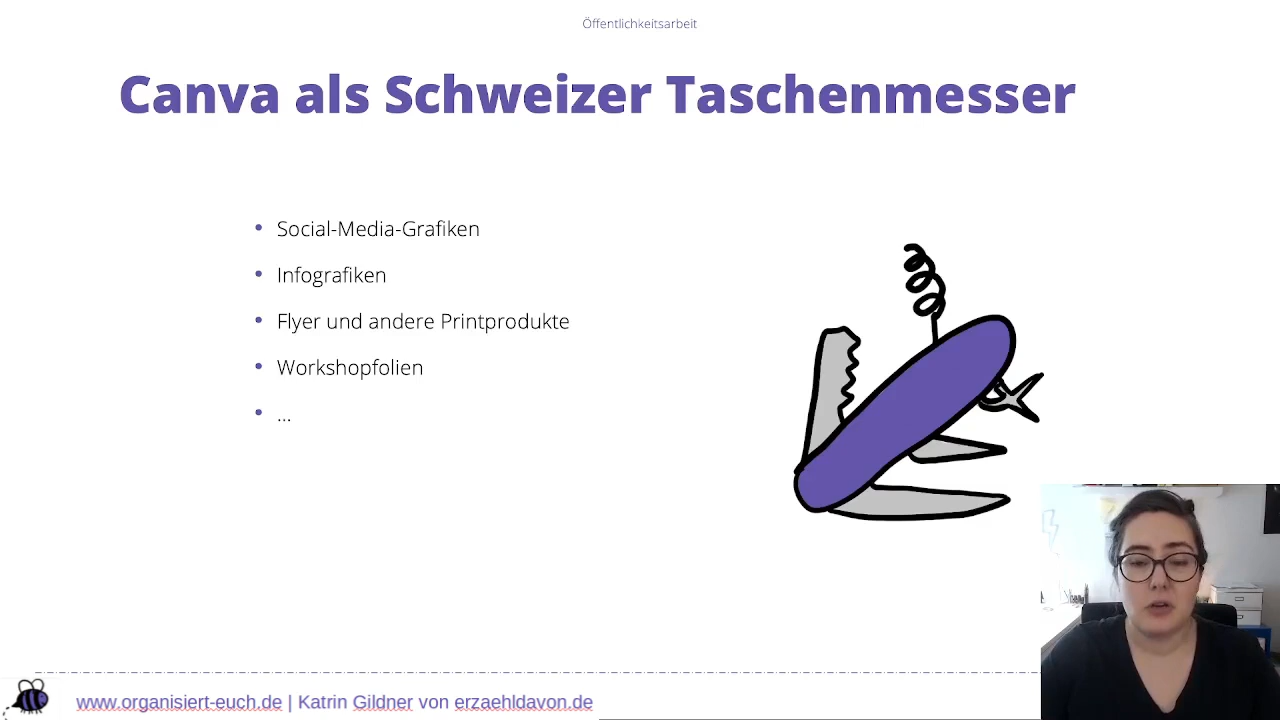 Öffentlichkeitsarbeit
Canva als Schweizer Taschenmesser
• Social-Media-Grafiken
• Infografiken
• Flyer und andere Printprodukte
• Workshopfolien
• ...
www.organisiert-euch.de | Katrin Gildner von erzaehldavon.de